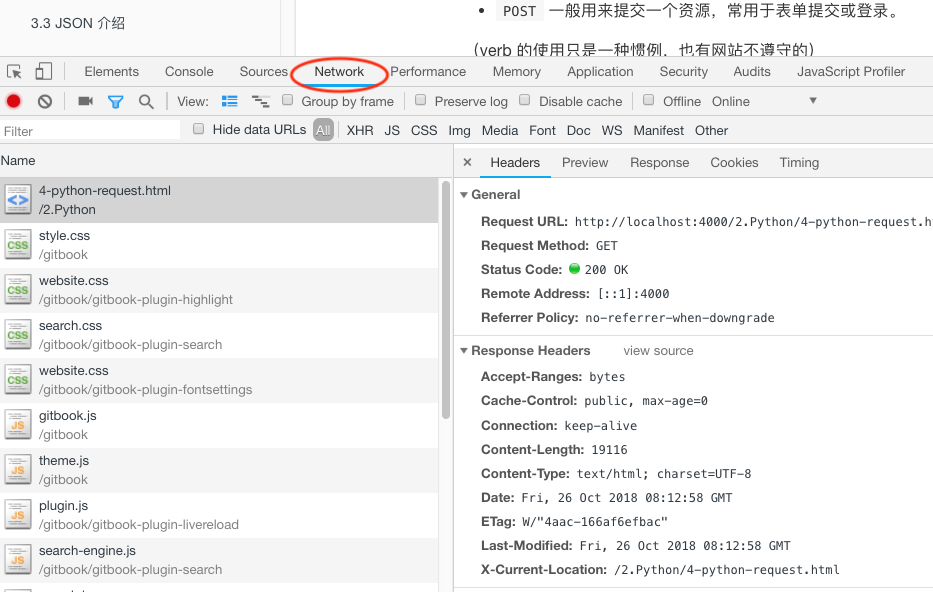 3.3 JSON 介绍
• POST 一般用来提交一个资源，常用于表单提交或登录。
(verb 的使用只是一种惯例，也有网站不遵守的)
Elements Console Sources Network Performance Memory Application Security Audits JavaScript Profiler
View: Group by frame Preserve log Disable cache Offline Online
Filter Hide data URLs All XHR JS CSS Img Media Font Doc WS Manifest Other
Name
4-python-request.html
/2.Python
style.css
/gitbook
website.css
/gitbook/gitbook-plugin-highlight
search.css
/gitbook/gitbook-plugin-search
website.css
/gitbook/gitbook-plugin-fontsettings
gitbook.js
/gitbook
theme.js
/gitbook
plugin.js
/gitbook/gitbook-plugin-livereload
search-engine.js
/gitbook/gitbook-plugin-search
× Headers Preview Response Cookies Timing
General
Request URL: http://localhost:4000/2.Python/4-python-request.h
Request Method: GET
Status Code: 200 OK
Remote Address: [::1]:4000
Referrer Policy: no-referrer-when-downgrade
Response Headers view source
Accept-Ranges: bytes
Cache-Control: public, max-age=0
Connection: keep-alive
Content-Length: 19116
Content-Type: text/html; charset=UTF-8
Date: Fri, 26 Oct 2018 08:12:58 GMT
ETag: W/"4aac-166af6efbac"
Last-Modified: Fri, 26 Oct 2018 08:12:58 GMT
X-Current-Location: /2.Python/4-python-request.html